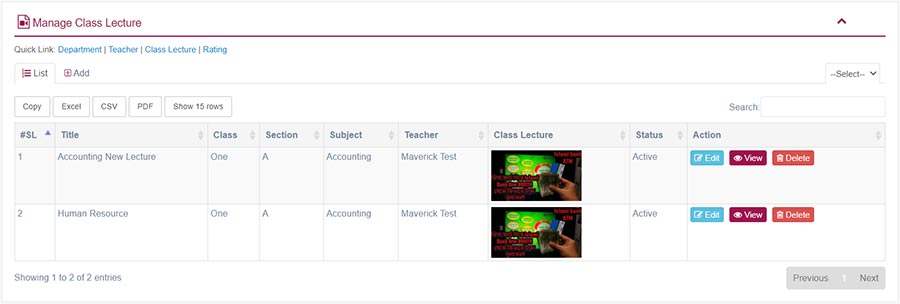 Manage Class Lecture
Quick Link: Department | Teacher | Class Lecture | Rating
List Add --Select--
Copy Excel CSV PDF Show 15 rows Search:
#SL Title Class Section Subject Teacher Class Lecture Status Action
1 Accounting New Lecture One A Accounting Maverick Test Active Edit View Delete
2 Human Resource One A Accounting Maverick Test Active Edit View Delete
Showing 1 to 2 of 2 entries Previous 1 Next